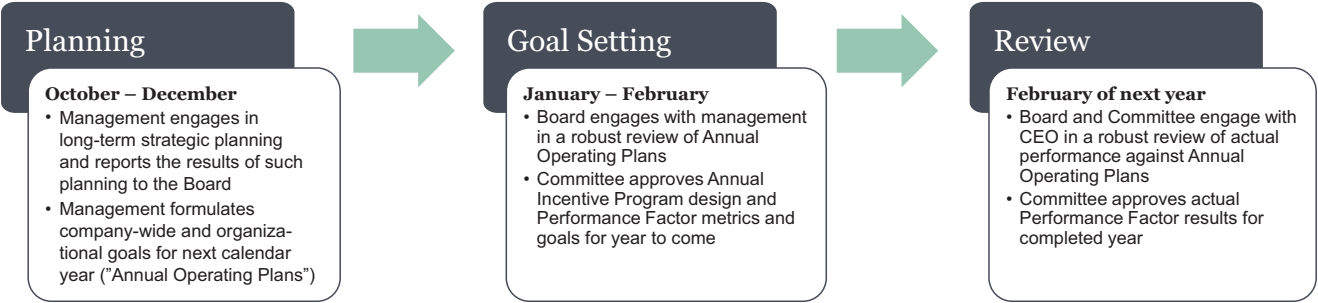 Planning
October – December
• Management engages in
long-term strategic planning
and reports the results of such
planning to the Board
• Management formulates
company-wide and organiza-
tional goals for next calendar
year (”Annual Operating Plans”)
Goal Setting
January – February
• Board engages with management
in a robust review of Annual
Operating Plans
• Committee approves Annual
Incentive Program design and
Performance Factor metrics and
goals for year to come
Review
February of next year
• Board and Committee engage with
CEO in a robust review of actual
performance against Annual
Operating Plans
• Committee approves actual
Performance Factor results for
completed year